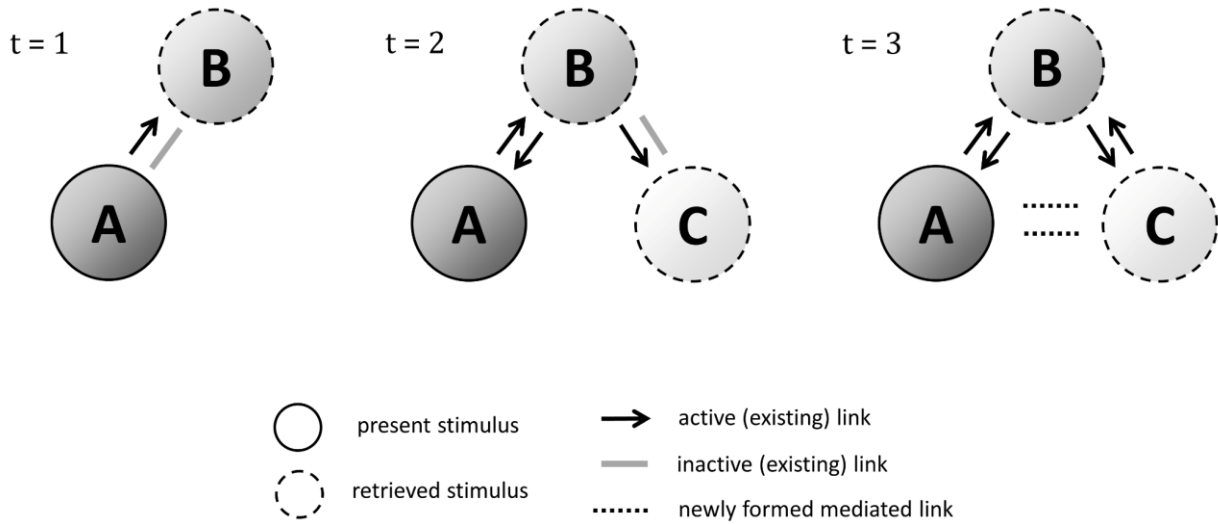 t = 1
B
A
t = 2
B
A
C
t = 3
B
A
C
present stimulus
retrieved stimulus
active (existing) link
inactive (existing) link
newly formed mediated link